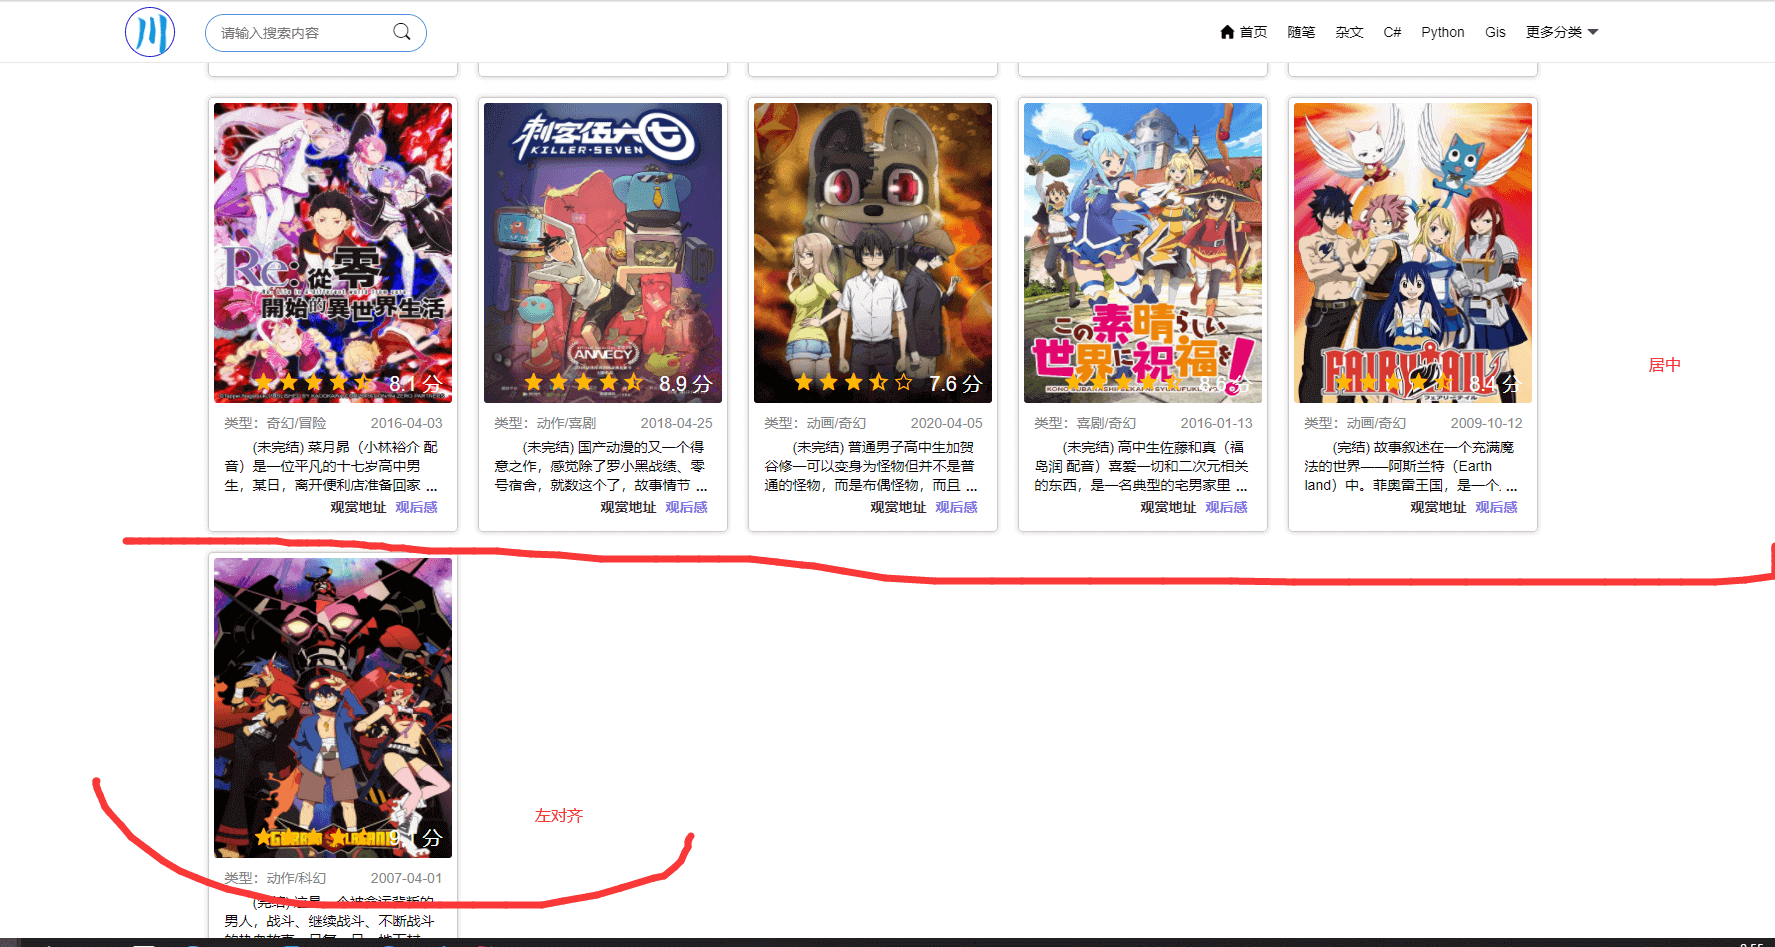 川
请输入搜索内容
首页 随笔 杂文 C# Python Gis 更多分类
刺客伍六七
KILLER·SEVEN
Re:從零
開始的異世界生活
ANNECY
この素晴らしい
世界に祝福を!
KONO SUBARASHII SEKAI NI SYUKUFUKU
FAIRY TAIL
フェアリーテイル
8.1 分
8.9 分
7.6 分
8.6 分
8.4 分
居中
类型：奇幻/冒险 2016-04-03
(未完结) 菜月昴（小林裕介 配
音）是一位平凡的十七岁高中男
生，某日，离开便利店准备回家 ...
观赏地址 观后感
类型：动作/喜剧 2018-04-25
(未完结) 国产动漫的又一个得
意之作，感觉除了罗小黑战绩、零
号宿舍，就数这个了，故事情节 ...
观赏地址 观后感
类型：动画/奇幻 2020-04-05
(未完结) 普通男子高中生加贺
谷修一可以变身为怪物但并不是普
通的怪物，而是布偶怪物，而且 ...
观赏地址 观后感
类型：喜剧/奇幻 2016-01-13
(未完结) 高中生佐藤和真（福
岛润 配音）喜爱一切和二次元相关
的东西，是一名典型的宅男家里 ...
观赏地址 观后感
类型：动画/奇幻 2009-10-12
(完结) 故事叙述在一个充满魔
法的世界——阿斯兰特（Earth
land）中。菲奥雷王国，是一个. ...
观赏地址 观后感
9.1 分
左对齐
类型：动作/科幻 2007-04-01
(完结) 这是一个被命运背叛的
男人，战斗、继续战斗、不断战斗